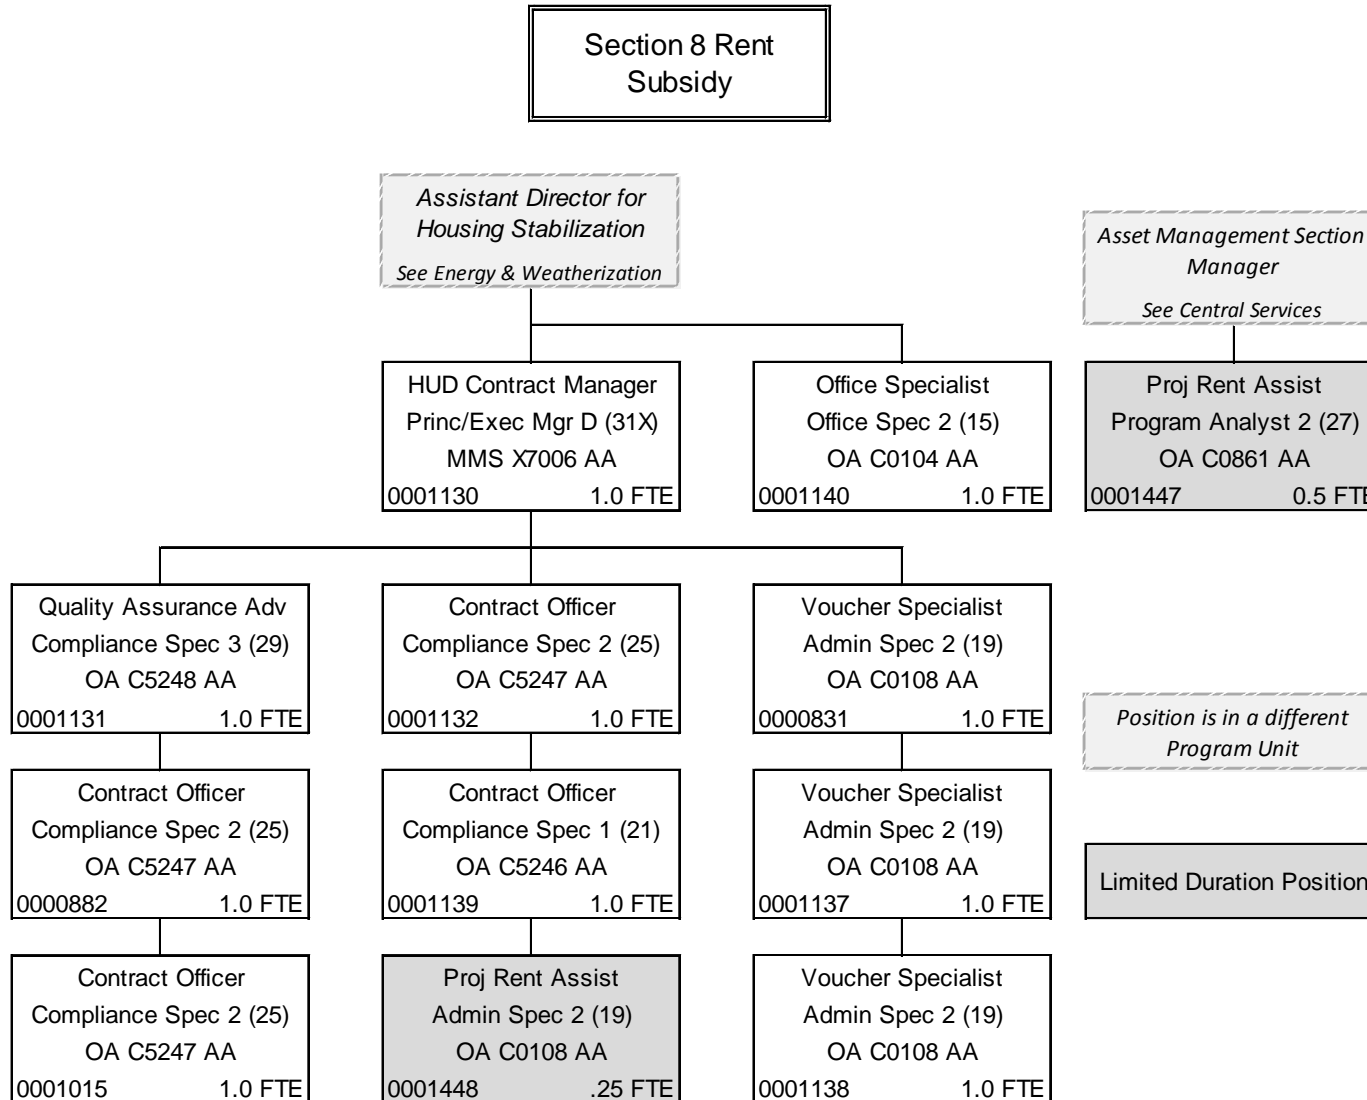 Section 8 Rent
Subsidy
Assistant Director for
Housing Stabilization
See Energy & Weatherization
Asset Management Section
Manager
See Central Services
HUD Contract Manager
Princ/Exec Mgr D (31X)
MMS X7006 AA
0001130 1.0 FTE
Office Specialist
Office Spec 2 (15)
OA C0104 AA
0001140 1.0 FTE
Proj Rent Assist
Program Analyst 2 (27)
OA C0861 AA
0001447 0.5 FTE
Quality Assurance Adv
Compliance Spec 3 (29)
OA C5248 AA
0001131 1.0 FTE
Contract Officer
Compliance Spec 2 (25)
OA C5247 AA
0001132 1.0 FTE
Voucher Specialist
Admin Spec 2 (19)
OA C0108 AA
0000831 1.0 FTE
Position is in a different
Program Unit
Contract Officer
Compliance Spec 2 (25)
OA C5247 AA
0000882 1.0 FTE
Contract Officer
Compliance Spec 1 (21)
OA C5246 AA
0001139 1.0 FTE
Voucher Specialist
Admin Spec 2 (19)
OA C0108 AA
0001137 1.0 FTE
Limited Duration Position
Contract Officer
Compliance Spec 2 (25)
OA C5247 AA
0001015 1.0 FTE
Proj Rent Assist
Admin Spec 2 (19)
OA C0108 AA
0001448 .25 FTE
Voucher Specialist
Admin Spec 2 (19)
OA C0108 AA
0001138 1.0 FTE